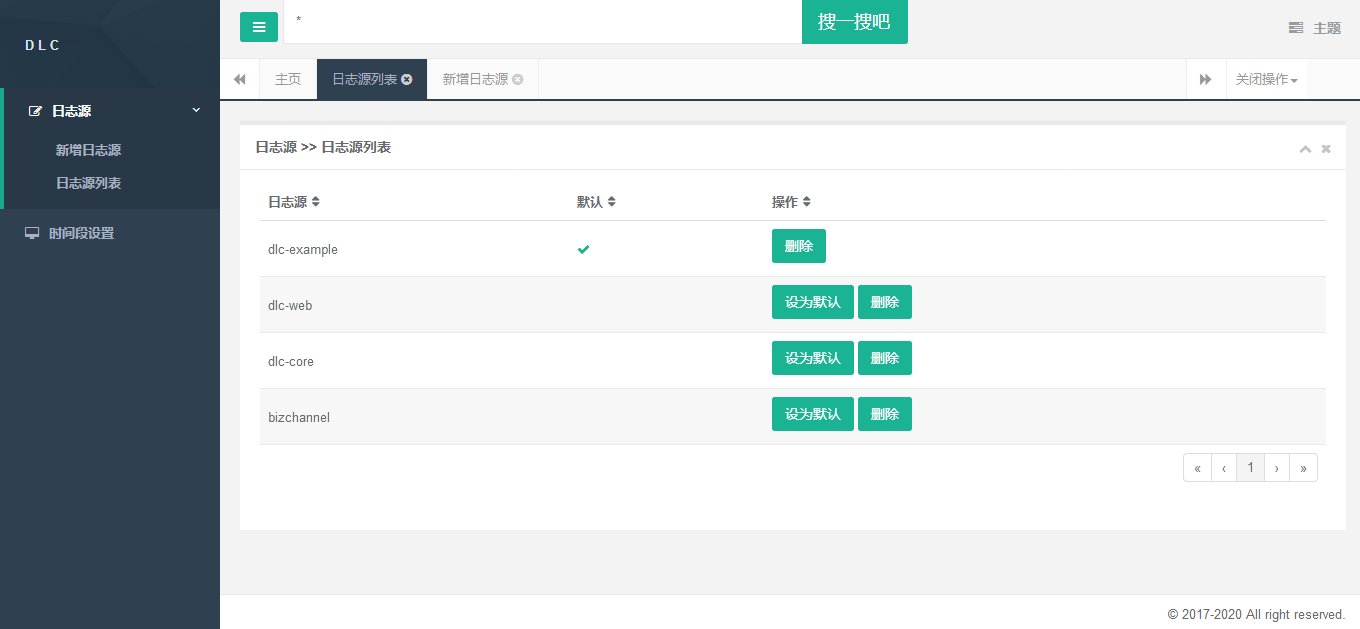 DLC
*
搜一搜吧
主题
主页
日志源列表
新增日志源
关闭操作
日志源
新增日志源
日志源列表
时间段设置
日志源 >> 日志源列表
日志源 默认 操作
dlc-example 删除
dlc-web 设为默认 删除
dlc-core 设为默认 删除
bizchannel 设为默认 删除
« ‹ 1 › »
© 2017-2020 All right reserved.